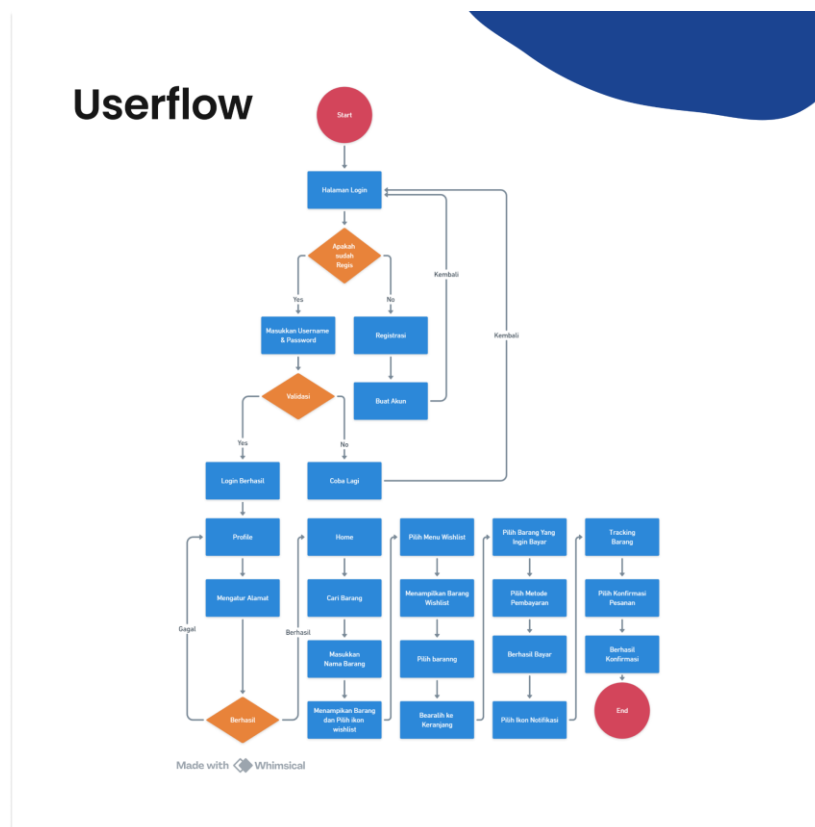 Userflow
Start
Halaman Login
Apakah
sudah
Regis
Kembali
Yes
No
Masukkan Username
& Password
Registrasi
Kembali
Validasi
Buat Akun
Yes
No
Login Berhasil
Coba Lagi
Profile
Home
Pilih Menu Wishlist
Pilih Barang Yang
Ingin Bayar
Tracking
Barang
Mengatur Alamat
Cari Barang
Menampilkan Barang
Wishlist
Pilih Metode
Pembayaran
Pilih Konfirmasi
Pesanan
Gagal
Berhasil
Masukkan
Nama Barang
Pilih baranng
Berhasil Bayar
Berhasil
Konfirmasi
Berhasil
Menampikan Barang
dan Pilih ikon
wishlist
Bearalih ke
Keranjang
Pilih Ikon Notifikasi
End
Made with Whimsical